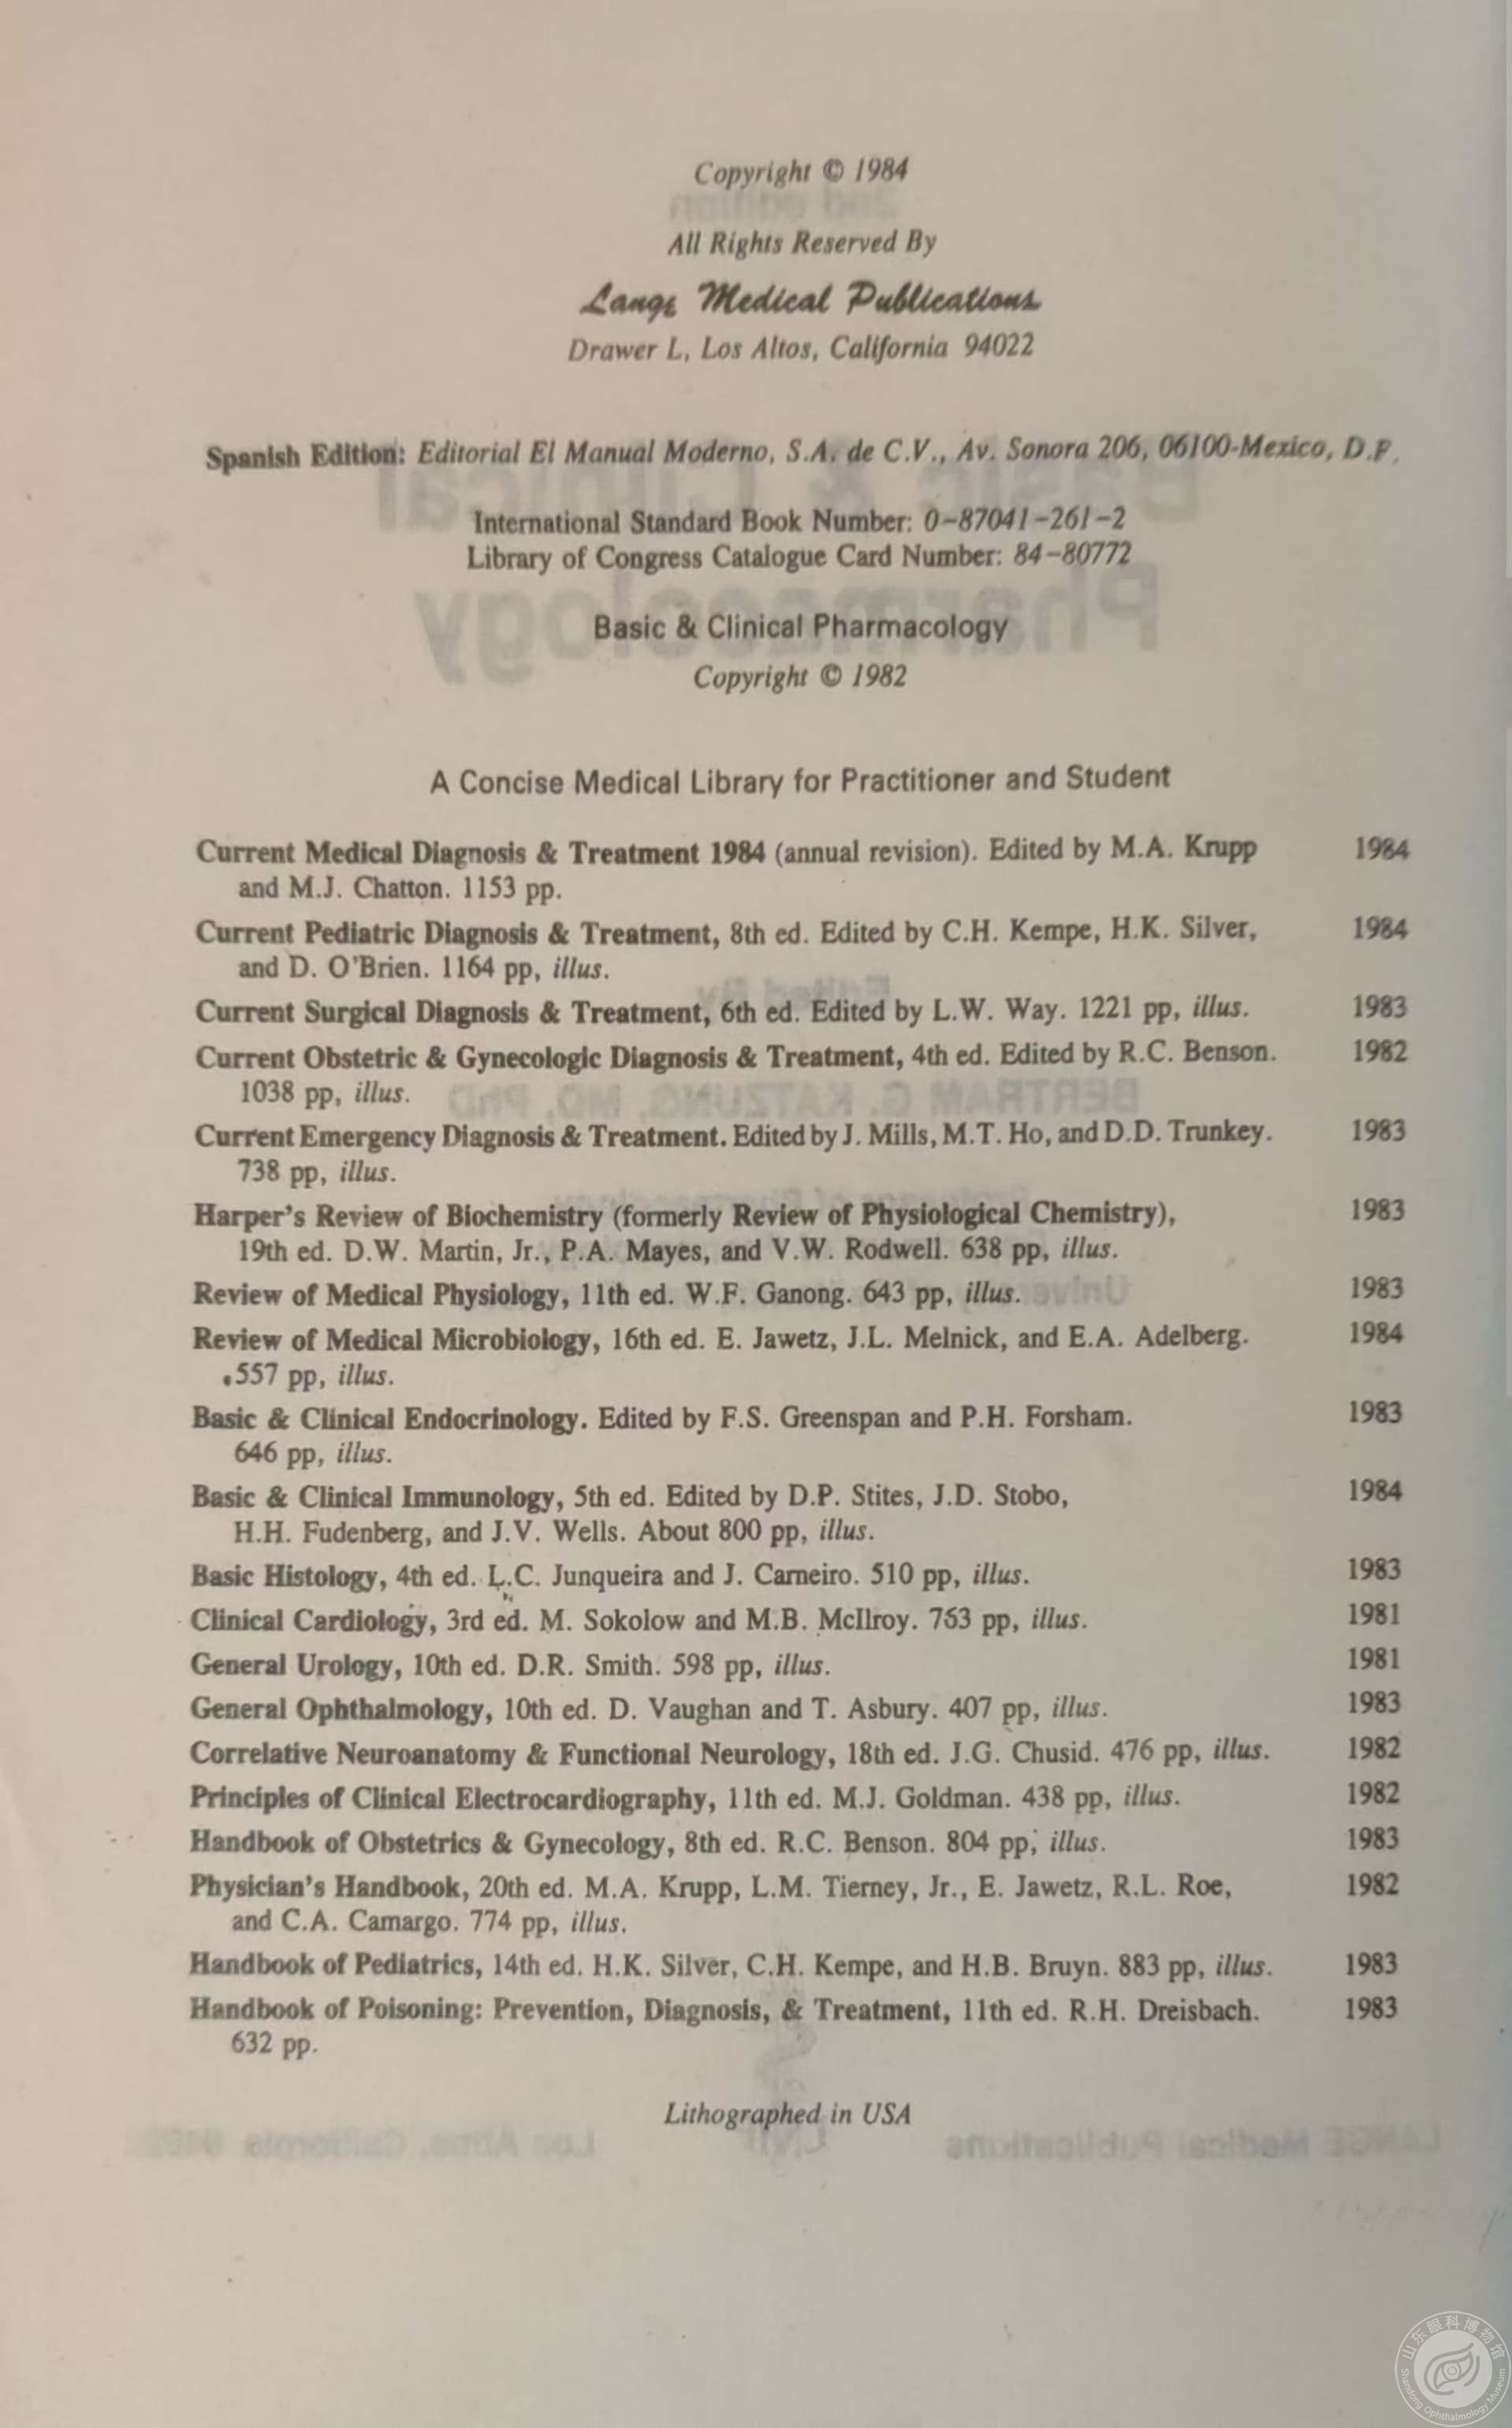 Copyright © 1984
All Rights Reserved By
Lange Medical Publications
Drawer L, Los Altos, California 94022
Spanish Edition: Editorial El Manual Moderno, S.A. de C.V., Av. Sonora 206, 06100-Mexico, D.F.
International Standard Book Number: 0-87041-261-2
Library of Congress Catalogue Card Number: 84-80772
Basic & Clinical Pharmacology
Copyright © 1982
A Concise Medical Library for Practitioner and Student
Current Medical Diagnosis & Treatment 1984 (annual revision). Edited by M.A. Krupp 1984
and M.J. Chatton. 1153 pp.
Current Pediatric Diagnosis & Treatment, 8th ed. Edited by C.H. Kempe, H.K. Silver, 1984
and D. O'Brien. 1164 pp, illus.
Current Surgical Diagnosis & Treatment, 6th ed. Edited by L.W. Way. 1221 pp, illus. 1983
Current Obstetric & Gynecologic Diagnosis & Treatment, 4th ed. Edited by R.C. Benson. 1982
1038 pp, illus.
Current Emergency Diagnosis & Treatment. Edited by J. Mills, M.T. Ho, and D.D. Trunkey. 1983
738 pp, illus.
Harper's Review of Biochemistry (formerly Review of Physiological Chemistry), 1983
19th ed. D.W. Martin, Jr., P.A. Mayes, and V.W. Rodwell. 638 pp, illus.
Review of Medical Physiology, 11th ed. W.F. Ganong. 643 pp, illus. 1983
Review of Medical Microbiology, 16th ed. E. Jawetz, J.L. Melnick, and E.A. Adelberg. 1984
557 pp, illus.
Basic & Clinical Endocrinology. Edited by F.S. Greenspan and P.H. Forsham. 1983
646 pp, illus.
Basic & Clinical Immunology, 5th ed. Edited by D.P. Stites, J.D. Stobo, 1984
H.H. Fudenberg, and J.V. Wells. About 800 pp, illus.
Basic Histology, 4th ed. L.C. Junqueira and J. Carneiro. 510 pp, illus. 1983
Clinical Cardiology, 3rd ed. M. Sokolow and M.B. McIlroy. 763 pp, illus. 1981
General Urology, 10th ed. D.R. Smith. 598 pp, illus. 1981
General Ophthalmology, 10th ed. D. Vaughan and T. Asbury. 407 pp, illus. 1983
Correlative Neuroanatomy & Functional Neurology, 18th ed. J.G. Chusid. 476 pp, illus. 1982
Principles of Clinical Electrocardiography, 11th ed. M.J. Goldman. 438 pp, illus. 1982
Handbook of Obstetrics & Gynecology, 8th ed. R.C. Benson. 804 pp, illus. 1983
Physician's Handbook, 20th ed. M.A. Krupp, L.M. Tierney, Jr., E. Jawetz, R.L. Roe, 1982
and C.A. Camargo. 774 pp, illus.
Handbook of Pediatrics, 14th ed. H.K. Silver, C.H. Kempe, and H.B. Bruyn. 883 pp, illus. 1983
Handbook of Poisoning: Prevention, Diagnosis, & Treatment, 11th ed. R.H. Dreisbach. 1983
632 pp.
Lithographed in USA
山东眼科博物馆
Shandong Ophthalmology Museum